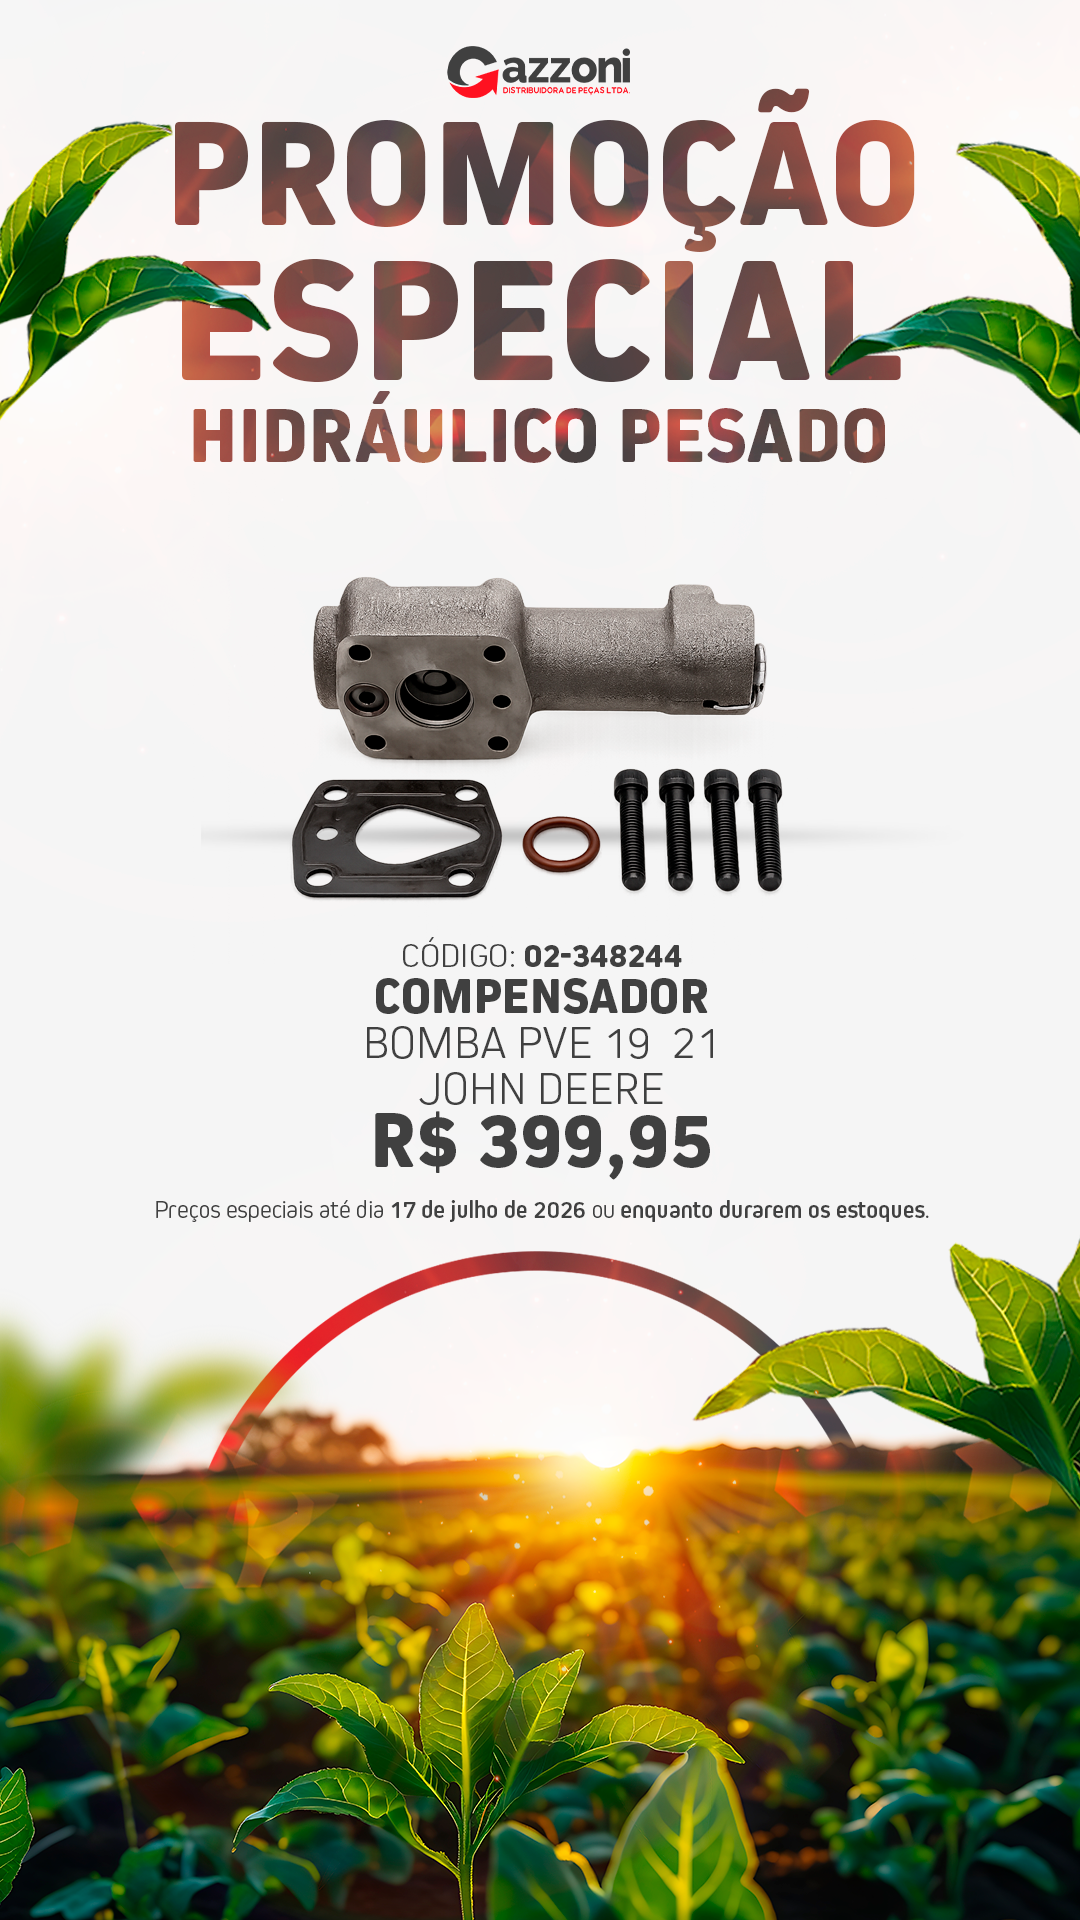 Gazzoni
DISTRIBUIDORA DE PEÇAS LTDA.
PROMOÇÃO
ESPECIAL
HIDRÁULICO PESADO
CÓDIGO: 02-348244
COMPENSADOR
BOMBA PVE 19 21
JOHN DEERE
R$ 399,95
Preços especiais até dia 17 de julho de 2026 ou enquanto durarem os estoques.